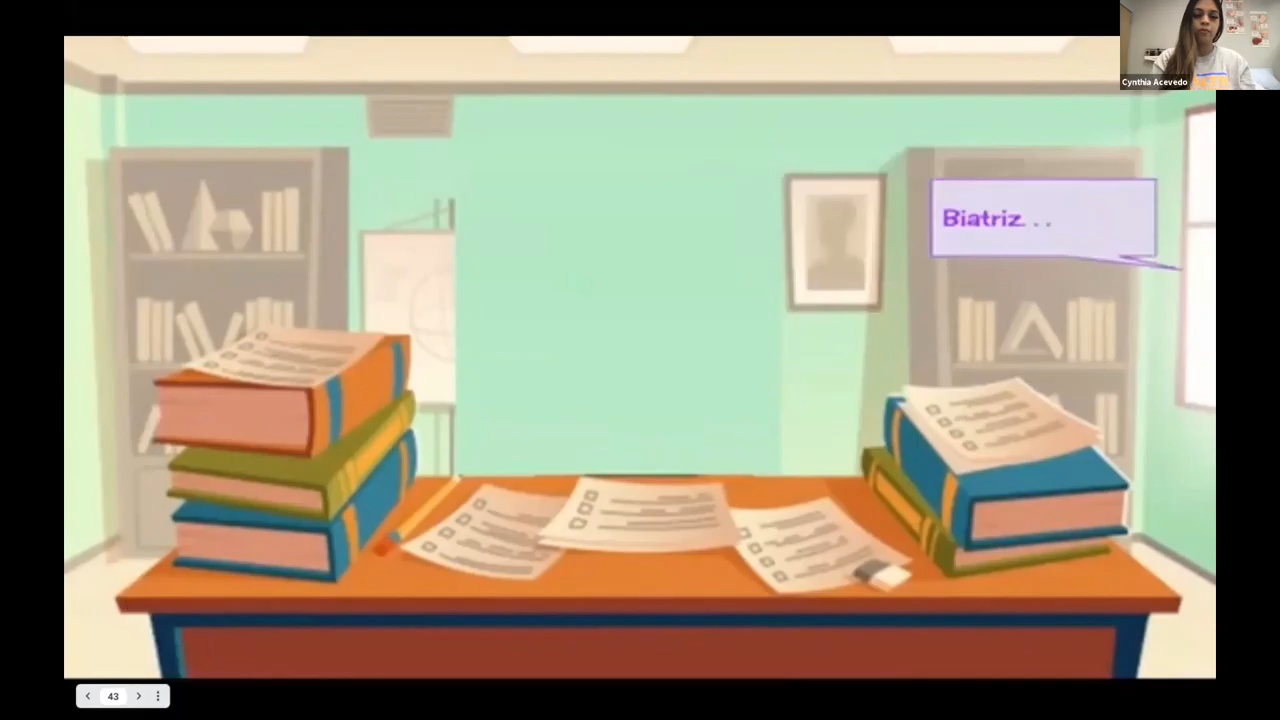 Cynthia Acevedo
Biatriz. . .
43